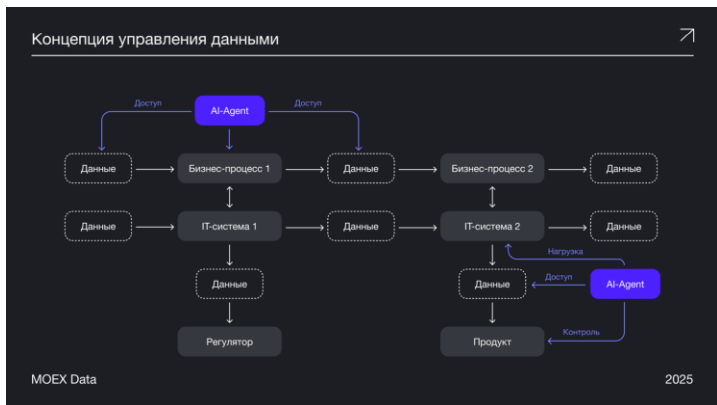 Концепция управления данными
Доступ
AI-Agent
Доступ
Данные
Бизнес-процесс 1
Данные
Бизнес-процесс 2
Данные
Данные
IT-система 1
Данные
IT-система 2
Данные
Нагрузка
Данные
Данные
Доступ
AI-Agent
Контроль
Регулятор
Продукт
MOEX Data
2025